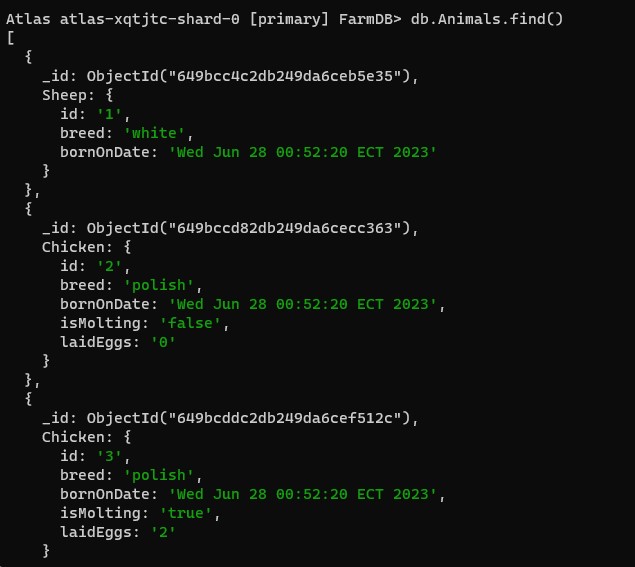 Atlas atlas-xqtjtc-shard-0 [primary] FarmDB> db.Animals.find()
[
  {
    _id: ObjectId("649bcc4c2db249da6ceb5e35"),
    Sheep: {
      id: '1',
      breed: 'white',
      bornOnDate: 'Wed Jun 28 00:52:20 ECT 2023'
    }
  },
  {
    _id: ObjectId("649bccd82db249da6cecc363"),
    Chicken: {
      id: '2',
      breed: 'polish',
      bornOnDate: 'Wed Jun 28 00:52:20 ECT 2023',
      isMolting: 'false',
      laidEggs: '0'
    }
  },
  {
    _id: ObjectId("649bcddc2db249da6cef512c"),
    Chicken: {
      id: '3',
      breed: 'polish',
      bornOnDate: 'Wed Jun 28 00:52:20 ECT 2023',
      isMolting: 'true',
      laidEggs: '2'
    }